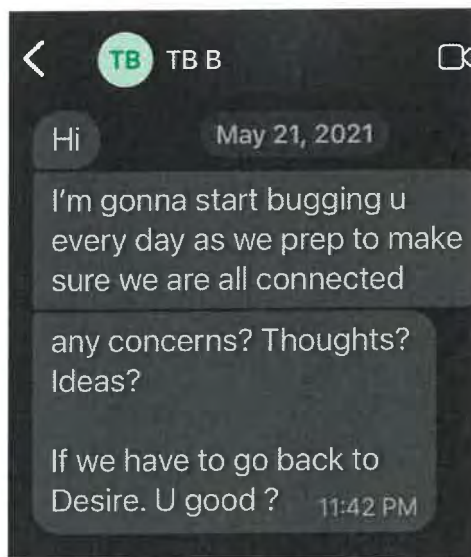 TB TB B
Hi May 21, 2021
I'm gonna start bugging u
every day as we prep to make
sure we are all connected
any concerns? Thoughts?
Ideas?
If we have to go back to
Desire. U good ? 11:42 PM